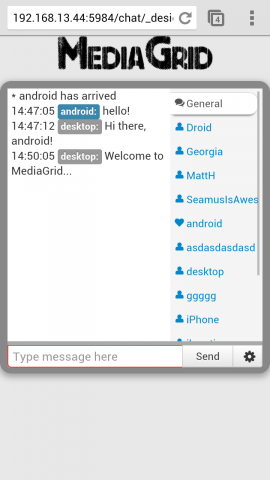 192.168.13.44:5984/chat/_desi
4
MEDIAGRID
* android has arrived
14:47:05 android: hello!
14:47:12 desktop: Hi there,
android!
14:50:05 desktop: Welcome to
MediaGrid...
General
Droid
Georgia
MattH
SeamusIsAwes
android
asdasdasdasd
desktop
ggggg
iPhone
Type message here
Send